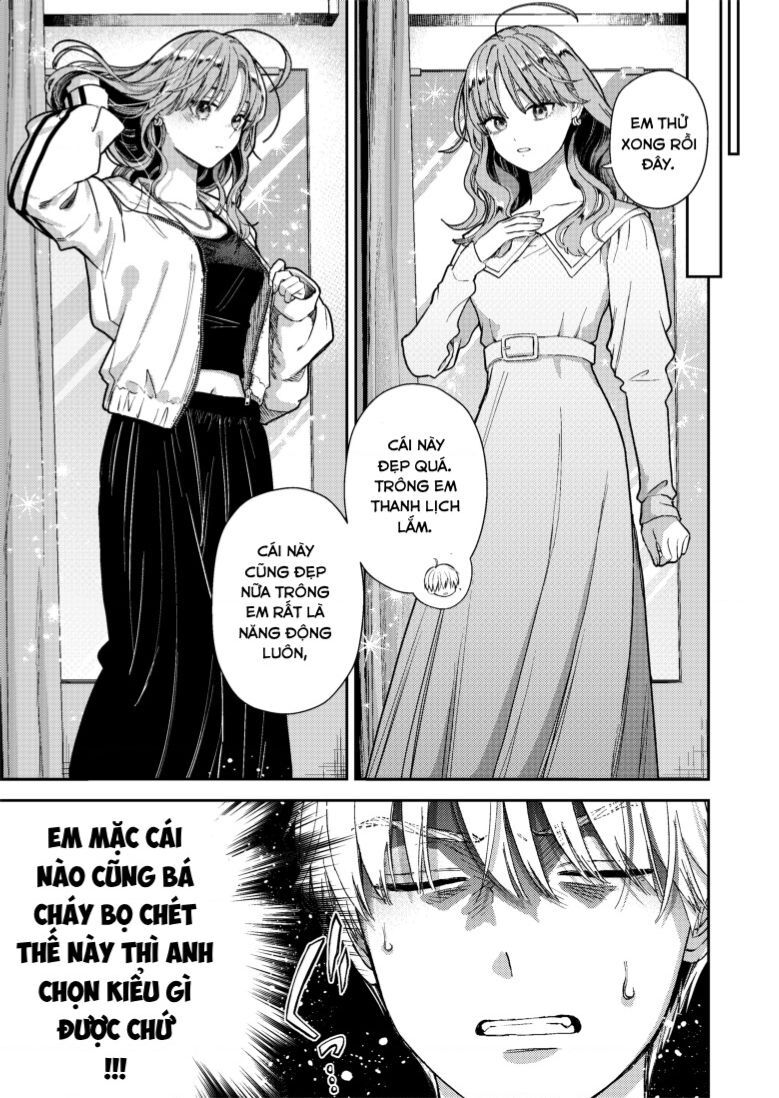 EM THỬ
XONG RỒI
ĐÂY.
CÁI NÀY
ĐẸP QUÁ.
TRÔNG EM
THANH LỊCH
LẮM.
CÁI NÀY
CŨNG ĐẸP
NỮA TRÔNG
EM RẤT LÀ
NĂNG ĐỘNG
LUÔN,
EM MẶC CÁI
NÀO CŨNG BÁ
CHÁY BỌ CHÉT
THẾ NÀY THÌ ANH
CHỌN KIỂU GÌ
ĐƯỢC CHỨ
!!!